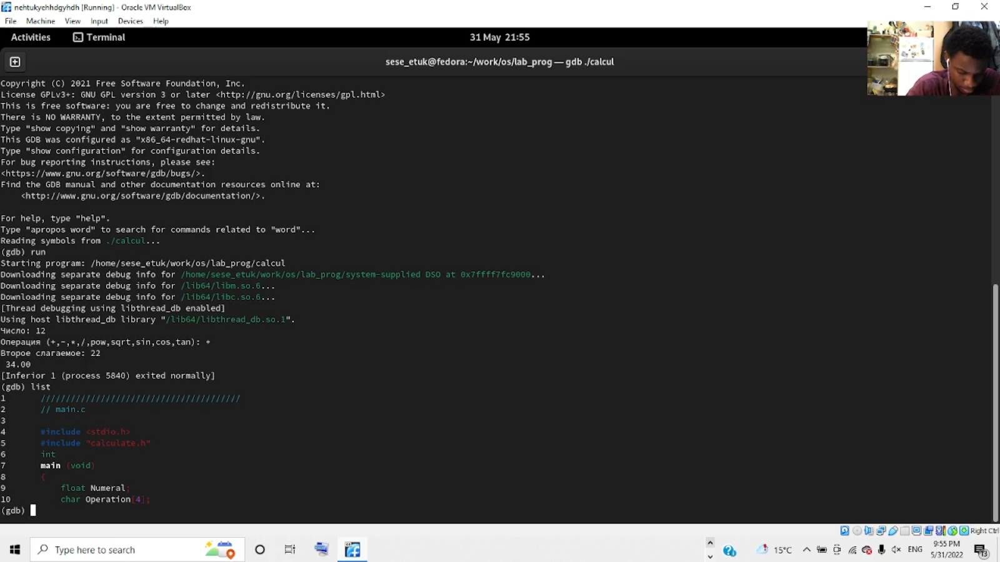 nehtukyehhdgyhdh [Running] - Oracle VM VirtualBox
File Machine View Input Devices Help
Activities Terminal 31 May 21:55
sese_etuk@fedora:~/work/os/lab_prog — gdb ./calcul
Copyright (C) 2021 Free Software Foundation, Inc.
License GPLv3+: GNU GPL version 3 or later <http://gnu.org/licenses/gpl.html>
This is free software: you are free to change and redistribute it.
There is NO WARRANTY, to the extent permitted by law.
Type "show copying" and "show warranty" for details.
This GDB was configured as "x86_64-redhat-linux-gnu".
Type "show configuration" for configuration details.
For bug reporting instructions, please see:
<https://www.gnu.org/software/gdb/bugs/>.
Find the GDB manual and other documentation resources online at:
<http://www.gnu.org/software/gdb/documentation/>.
For help, type "help".
Type "apropos word" to search for commands related to "word"...
Reading symbols from ./calcul...
(gdb) run
Starting program: /home/sese_etuk/work/os/lab_prog/calcul
Downloading separate debug info for /home/sese_etuk/work/os/lab_prog/system-supplied DSO at 0x7ffff7fc9000...
Downloading separate debug info for /lib64/libm.so.6...
Downloading separate debug info for /lib64/libc.so.6...
[Thread debugging using libthread_db enabled]
Using host libthread_db library "/lib64/libthread_db.so.1".
Число: 12
Операция (+,-,*,/,pow,sqrt,sin,cos,tan): +
Второе слагаемое: 22
34.00
[Inferior 1 (process 5840) exited normally]
(gdb) list
1 ////////////////////////////////////////
2 // main.c
3
4 #include <stdio.h>
5 #include "calculate.h"
6 int
7 main (void)
8 {
9 float Numeral;
10 char Operation[4];
(gdb)
Right Ctrl
Type here to search
15°C
ENG
9:55 PM
5/31/2022
13